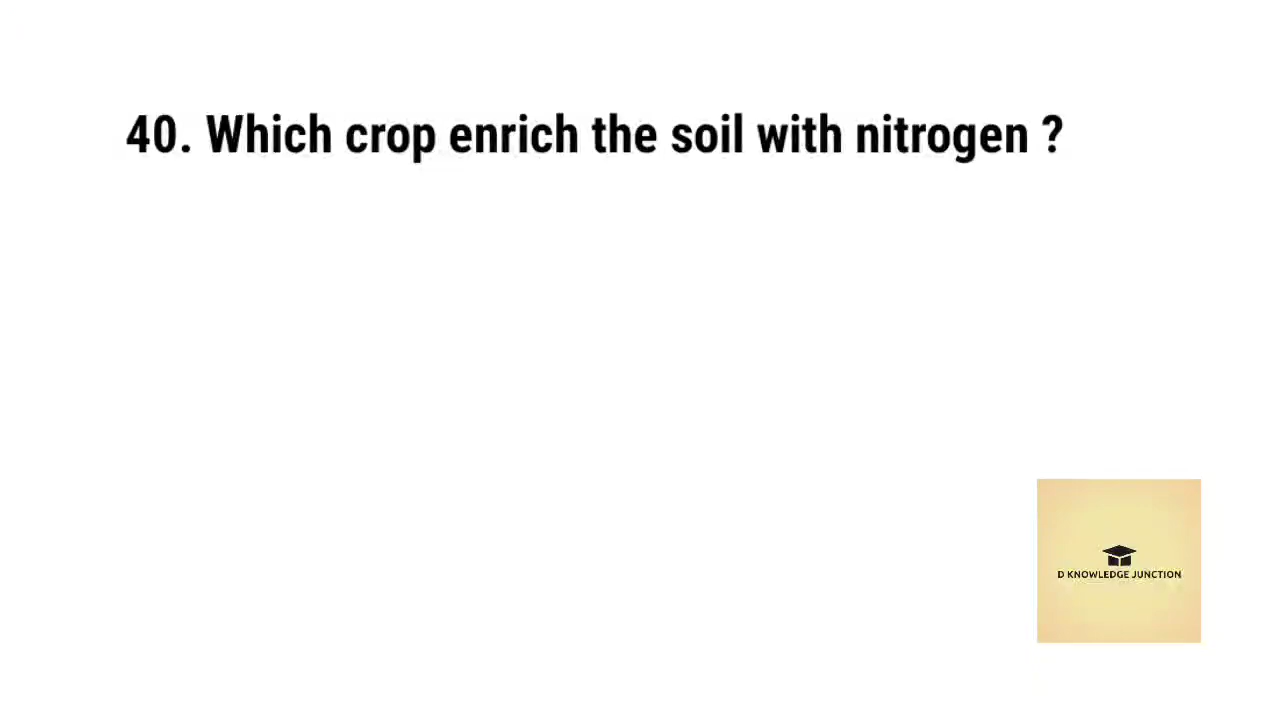 40. Which crop enrich the soil with nitrogen ?
D KNOWLEDGE JUNCTION